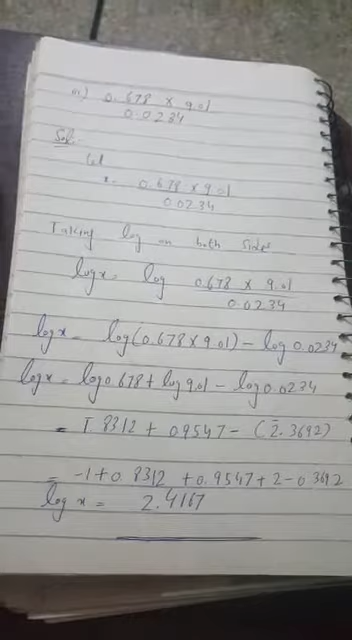 iii) 0.678 × 9.01
0.0234
Sol:
Let
x = 0.678 × 9.01
0.0234
Taking log on both sides
log x = log 0.678 × 9.01
0.0234
log x = log(0.678 × 9.01) - log 0.0234
log x = log 0.678 + log 9.01 - log 0.0234
= 1̄.8312 + 0.9547 - (2̄.3692)
= -1 + 0.8312 + 0.9547 + 2 - 0.3692
log x = 2.4167